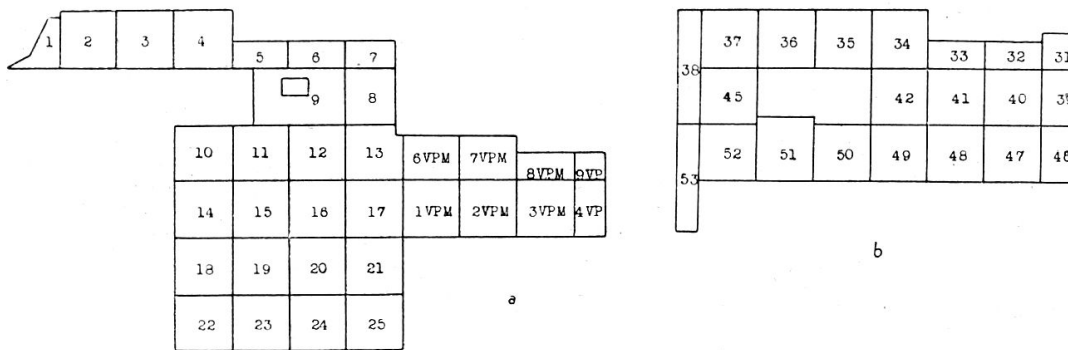 1 2 3 4
5 6 7
9 8
10 11 12 13 6VPM 7VPM 8VPM 9VP
14 15 16 17 1VPM 2VPM 3VPM 4VP
18 19 20 21
22 23 24 25
a
37 36 35 34 33 32 31
38
45 42 41 40
52 51 50 49 48 47
53
b